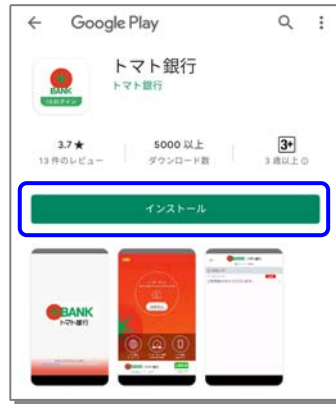 Google Play
トマト銀行
トマト銀行
BANK
3.7★
5000 以上
3+
13 件のレビュー
ダウンロード数
3 歳以上
インストール
BANK
トマト銀行
BANK